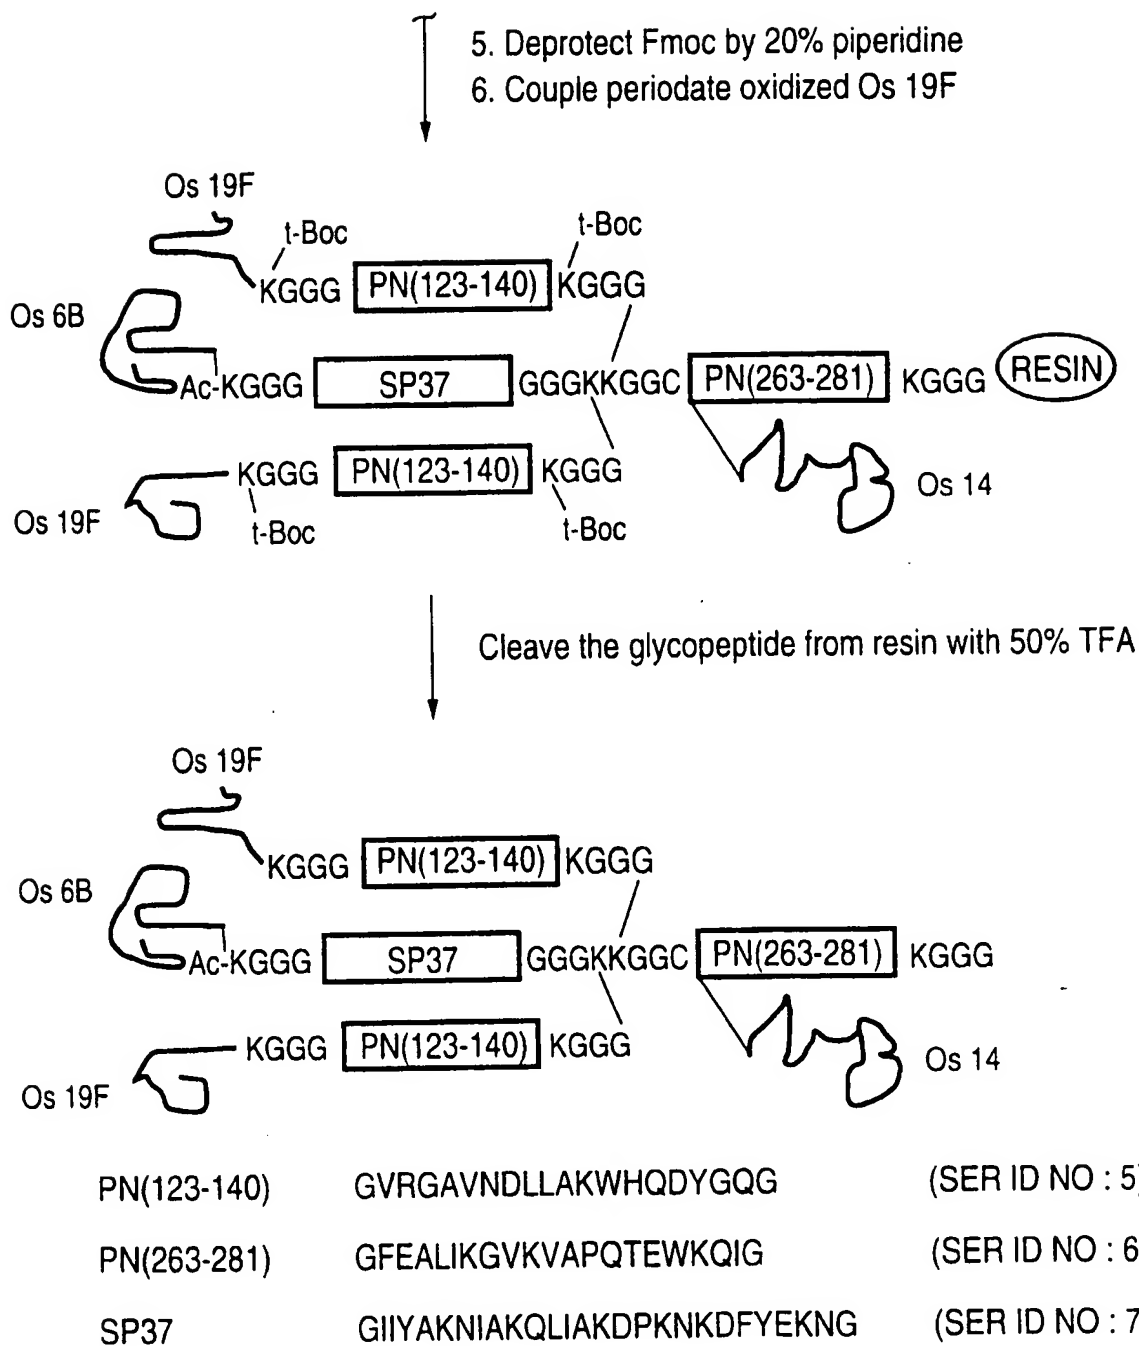 5. Deprotect Fmoc by 20% piperidine
6. Couple periodate oxidized Os 19F
Os 19F
t-Boc
t-Boc
KGGG PN(123-140) KGGG
Os 6B
Ac-KGGG SP37 GGGKKGGC PN(263-281) KGGG RESIN
KGGG PN(123-140) KGGG
Os 14
Os 19F
t-Boc
t-Boc
Cleave the glycopeptide from resin with 50% TFA
Os 19F
KGGG PN(123-140) KGGG
Os 6B
Ac-KGGG SP37 GGGKKGGC PN(263-281) KGGG
KGGG PN(123-140) KGGG
Os 14
Os 19F
PN(123-140) GVRGAVNDLLAKWHQDYGQG (SER ID NO : 5)
PN(263-281) GFEALIKGVKVAPQTEWKQIG (SER ID NO : 6
SP37 GIIYAKNIAKQLIAKDPKNKDFYEKNG (SER ID NO : 7